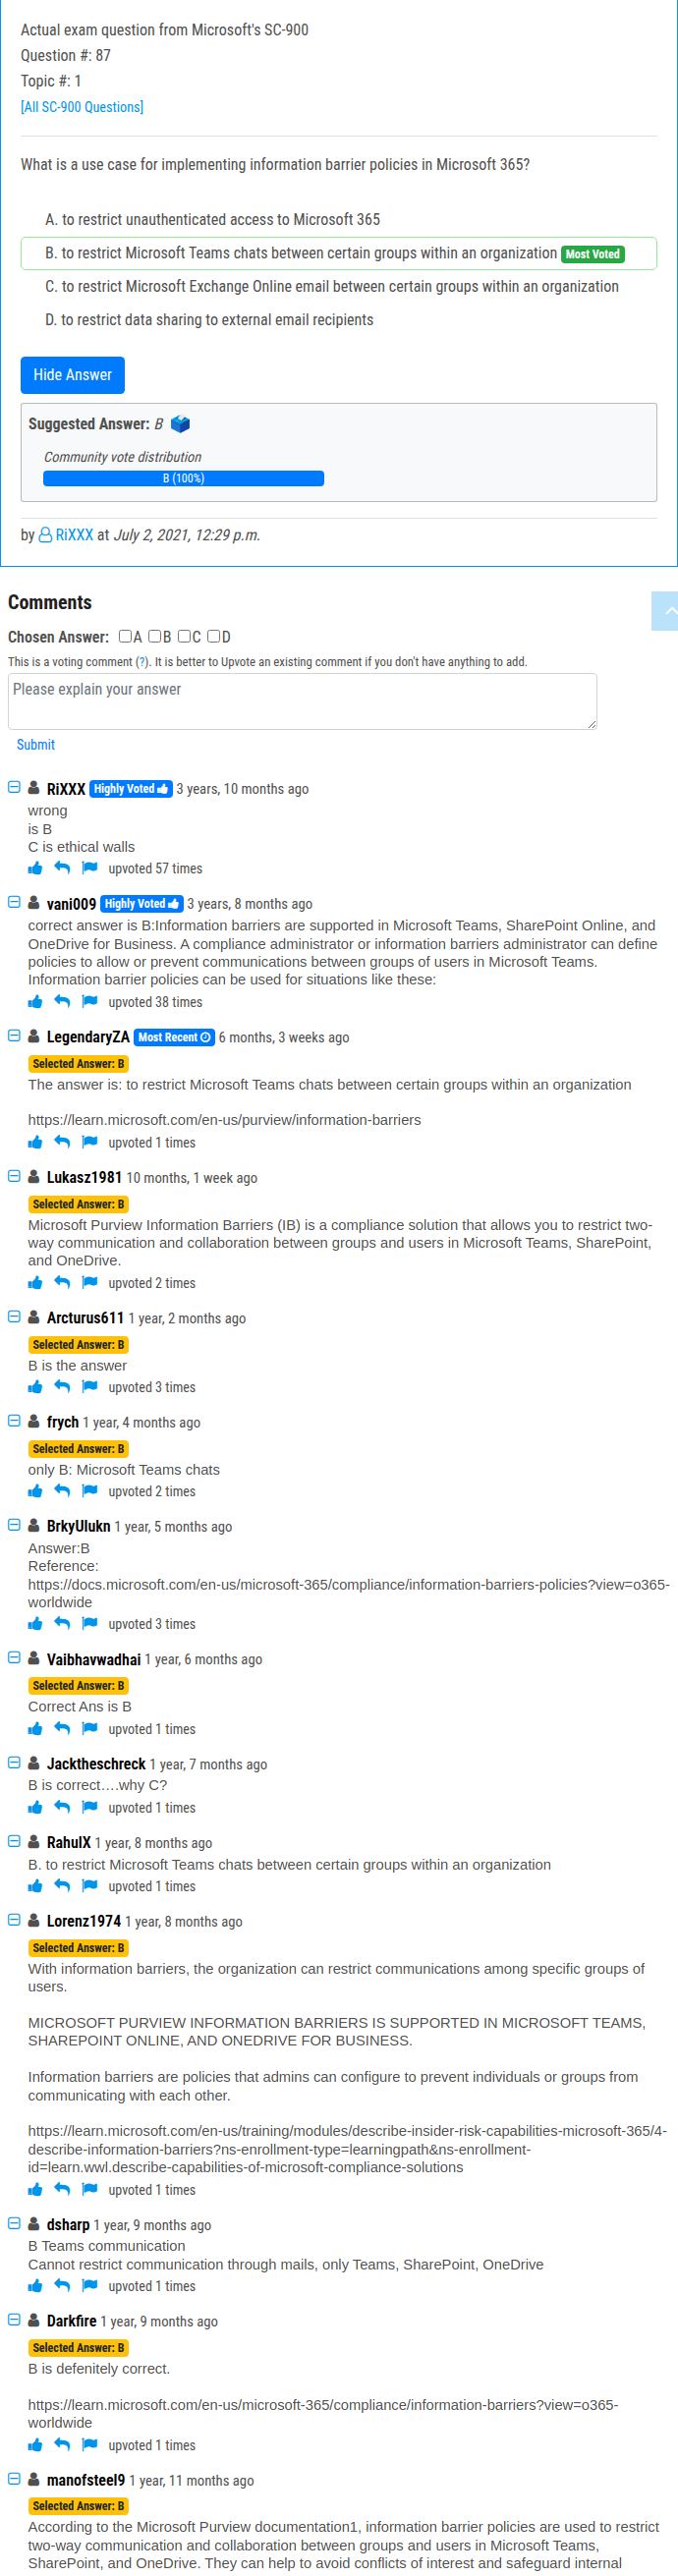 Actual exam question from Microsoft's SC-900
Question #: 87
Topic #: 1
[All SC-900 Questions]
What is a use case for implementing information barrier policies in Microsoft 365?
A. to restrict unauthenticated access to Microsoft 365
B. to restrict Microsoft Teams chats between certain groups within an organization Most Voted
C. to restrict Microsoft Exchange Online email between certain groups within an organization
D. to restrict data sharing to external email recipients
Hide Answer
Suggested Answer: B
Community vote distribution
B (100%)
by RiXXX at July 2, 2021, 12:29 p.m.
Comments
Chosen Answer: A B C D
This is a voting comment (?). It is better to Upvote an existing comment if you don't have anything to add.
Please explain your answer
Submit
RiXXX Highly Voted 3 years, 10 months ago
wrong
is B
C is ethical walls
upvoted 57 times
vani009 Highly Voted 3 years, 8 months ago
correct answer is B:Information barriers are supported in Microsoft Teams, SharePoint Online, and
OneDrive for Business. A compliance administrator or information barriers administrator can define
policies to allow or prevent communications between groups of users in Microsoft Teams.
Information barrier policies can be used for situations like these:
upvoted 38 times
LegendaryZA Most Recent 6 months, 3 weeks ago
Selected Answer: B
The answer is: to restrict Microsoft Teams chats between certain groups within an organization
https://learn.microsoft.com/en-us/purview/information-barriers
upvoted 1 times
Lukasz1981 10 months, 1 week ago
Selected Answer: B
Microsoft Purview Information Barriers (IB) is a compliance solution that allows you to restrict two-
way communication and collaboration between groups and users in Microsoft Teams, SharePoint,
and OneDrive.
upvoted 2 times
Arcturus611 1 year, 2 months ago
Selected Answer: B
B is the answer
upvoted 3 times
frych 1 year, 4 months ago
Selected Answer: B
only B: Microsoft Teams chats
upvoted 2 times
BrkyUlukn 1 year, 5 months ago
Answer:B
Reference:
https://docs.microsoft.com/en-us/microsoft-365/compliance/information-barriers-policies?view=o365-
worldwide
upvoted 3 times
Vaibhavwadhai 1 year, 6 months ago
Selected Answer: B
Correct Ans is B
upvoted 1 times
Jacktheschreck 1 year, 7 months ago
B is correct....why C?
upvoted 1 times
RahulX 1 year, 8 months ago
B. to restrict Microsoft Teams chats between certain groups within an organization
upvoted 1 times
Lorenz1974 1 year, 8 months ago
Selected Answer: B
With information barriers, the organization can restrict communications among specific groups of
users.
MICROSOFT PURVIEW INFORMATION BARRIERS IS SUPPORTED IN MICROSOFT TEAMS,
SHAREPOINT ONLINE, AND ONEDRIVE FOR BUSINESS.
Information barriers are policies that admins can configure to prevent individuals or groups from
communicating with each other.
https://learn.microsoft.com/en-us/training/modules/describe-insider-risk-capabilities-microsoft-365/4-
describe-information-barriers?ns-enrollment-type=learningpath&ns-enrollment-
id=learn.wwl.describe-capabilities-of-microsoft-compliance-solutions
upvoted 1 times
dsharp 1 year, 9 months ago
B Teams communication
Cannot restrict communication through mails, only Teams, SharePoint, OneDrive
upvoted 1 times
Darkfire 1 year, 9 months ago
Selected Answer: B
B is defenitely correct.
https://learn.microsoft.com/en-us/microsoft-365/compliance/information-barriers?view=o365-
worldwide
upvoted 1 times
manofsteel9 1 year, 11 months ago
Selected Answer: B
According to the Microsoft Purview documentation1, information barrier policies are used to restrict
two-way communication and collaboration between groups and users in Microsoft Teams,
SharePoint, and OneDrive. They can help to avoid conflicts of interest and safeguard internal